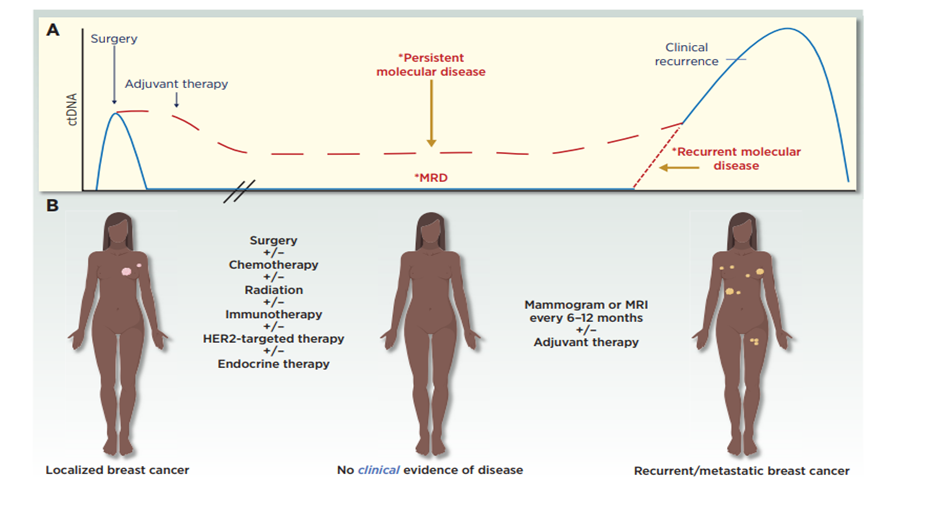 A
Surgery
Adjuvant therapy
ctDNA
*Persistent
molecular disease
*MRD
Clinical
recurrence
*Recurrent molecular
disease
B
Surgery
+/–
Chemotherapy
+/–
Radiation
+/–
Immunotherapy
+/–
HER2-targeted therapy
+/–
Endocrine therapy
Mammogram or MRI
every 6–12 months
+/–
Adjuvant therapy
Localized breast cancer
No clinical evidence of disease
Recurrent/metastatic breast cancer